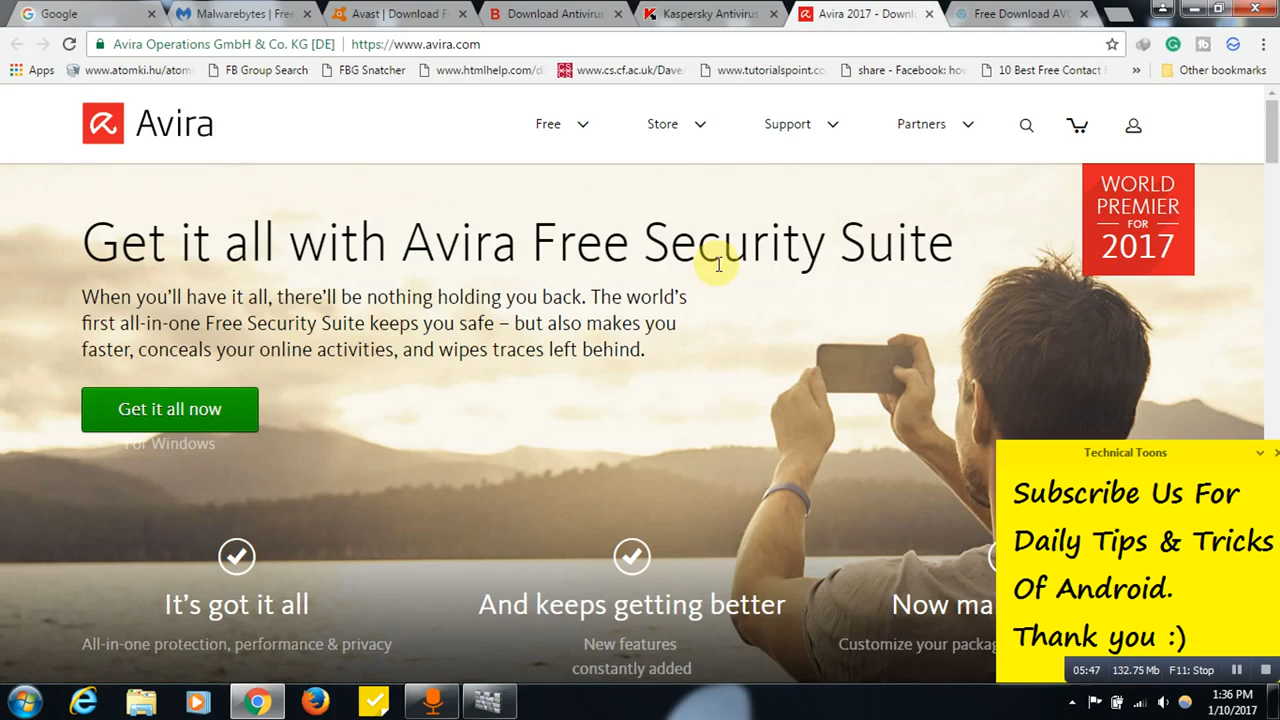 Google
Malwarebytes | Free
Avast | Download F
Download Antivirus
Kaspersky Antivirus
Avira 2017 - Downl
Free Download AV
Avira Operations GmbH & Co. KG [DE]
https://www.avira.com
Apps
www.atomki.hu/atom
FB Group Search
FBG Snatcher
www.htmlhelp.com/d
www.cs.cf.ac.uk/Dave
www.tutorialspoint.co
share - Facebook: ho
10 Best Free Contact F
»
Other bookmarks
Avira
Free
Store
Support
Partners
WORLD
PREMIER
FOR
2017
Get it all with Avira Free Security Suite
When you'll have it all, there'll be nothing holding you back. The world's
first all-in-one Free Security Suite keeps you safe – but also makes you
faster, conceals your online activities, and wipes traces left behind.
Get it all now
For Windows
It's got it all
All-in-one protection, performance & privacy
And keeps getting better
New features
constantly added
Now ma
Customize your packa
Technical Toons
Subscribe Us For
Daily Tips & Tricks
Of Android.
Thank you :)
05:47
132.75 Mb
F11: Stop
1:36 PM
1/10/2017